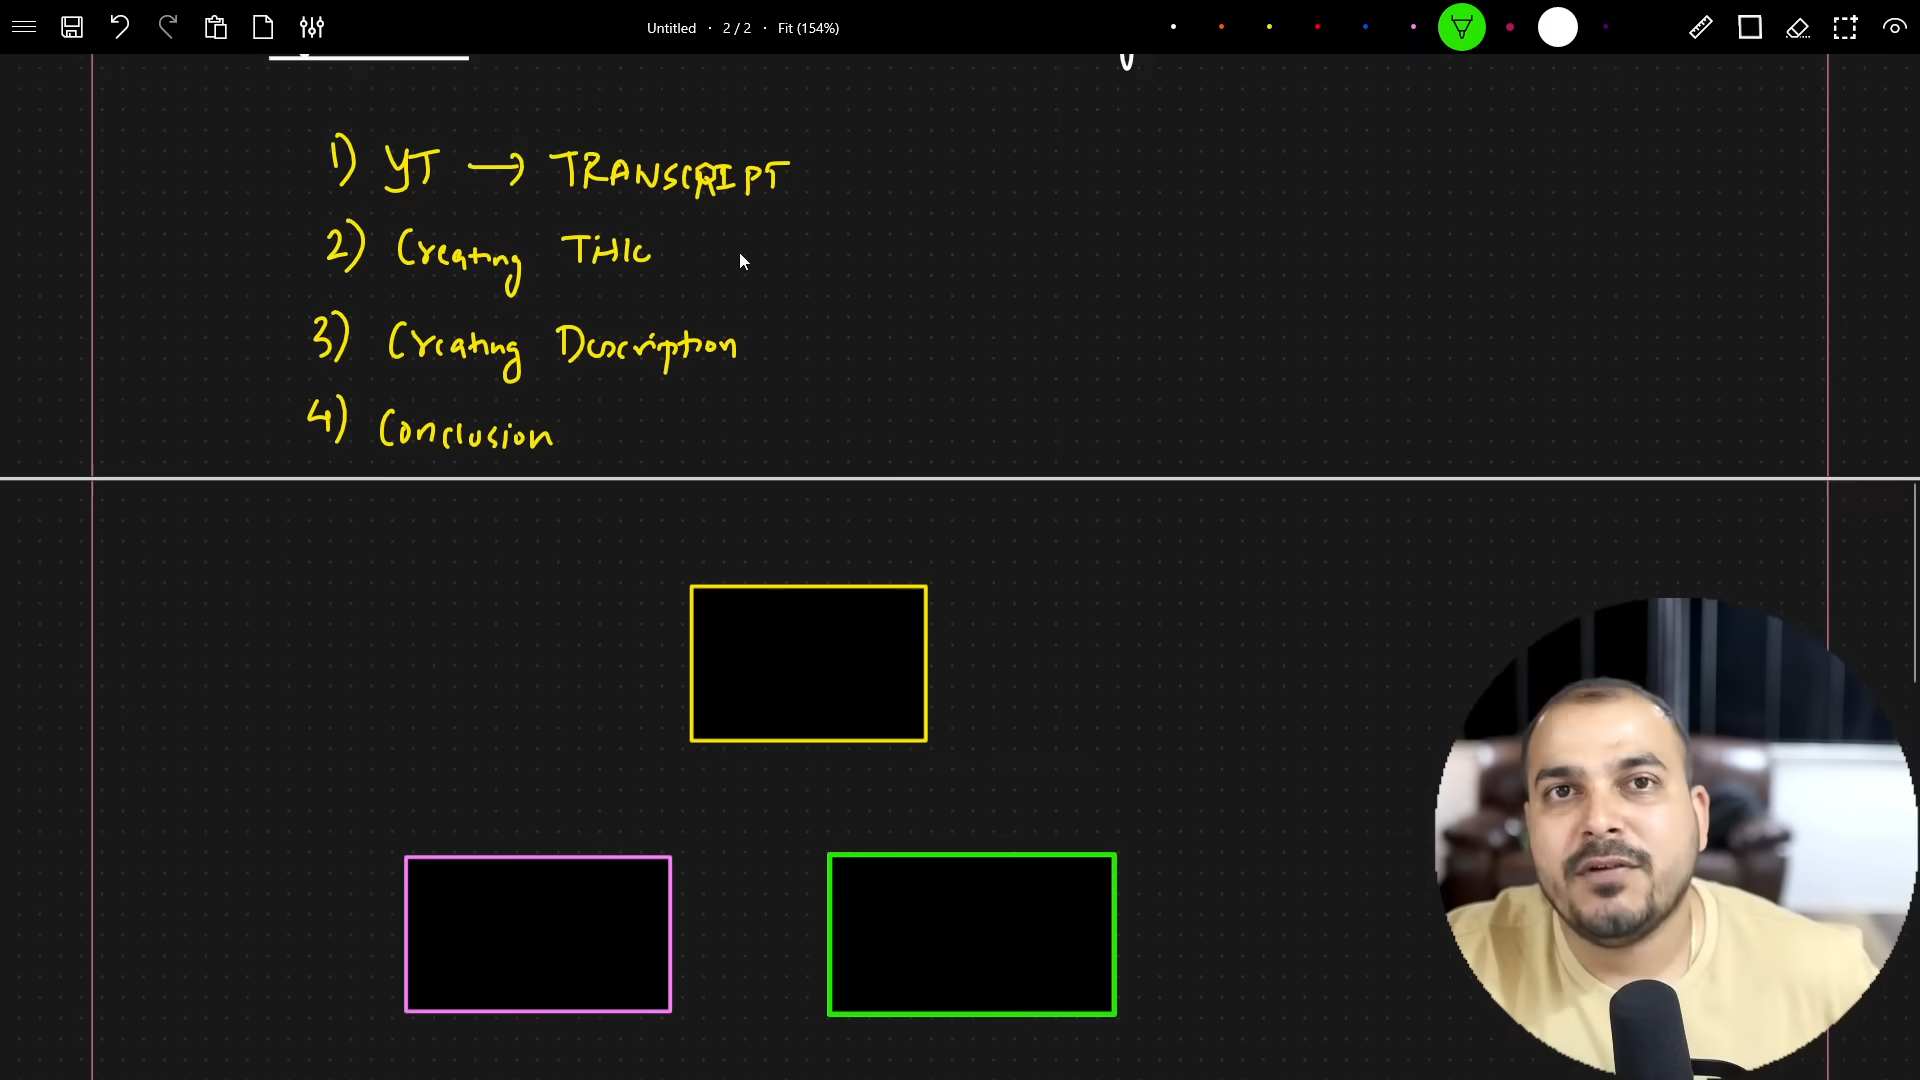 Untitled · 2 / 2 · Fit (154%)
1) YT → TRANSCRIPT
2) Creating Title
3) Creating Description
4) Conclusion